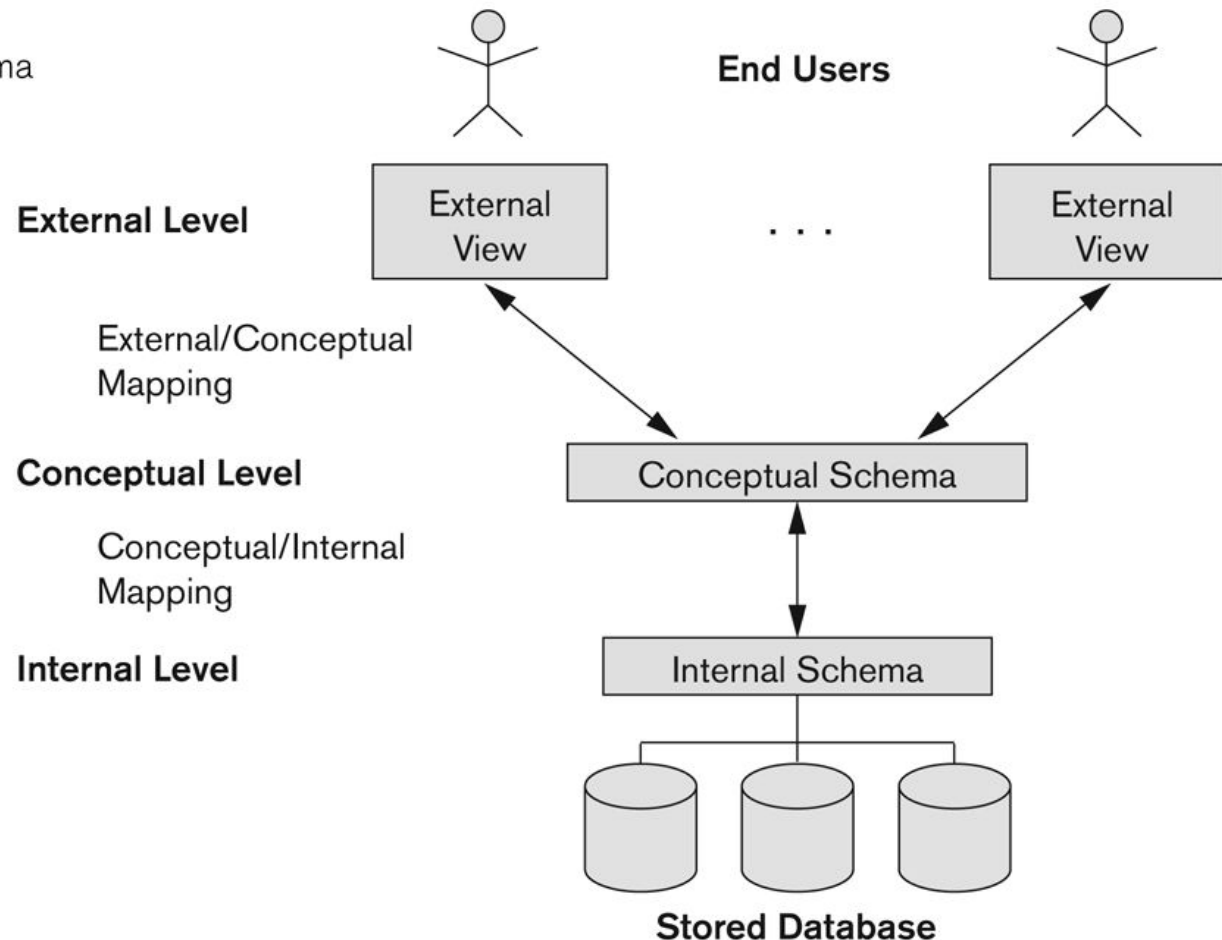 End Users
External Level
External
View
. . .
External
View
External/Conceptual
Mapping
Conceptual Level
Conceptual Schema
Conceptual/Internal
Mapping
Internal Level
Internal Schema
Stored Database